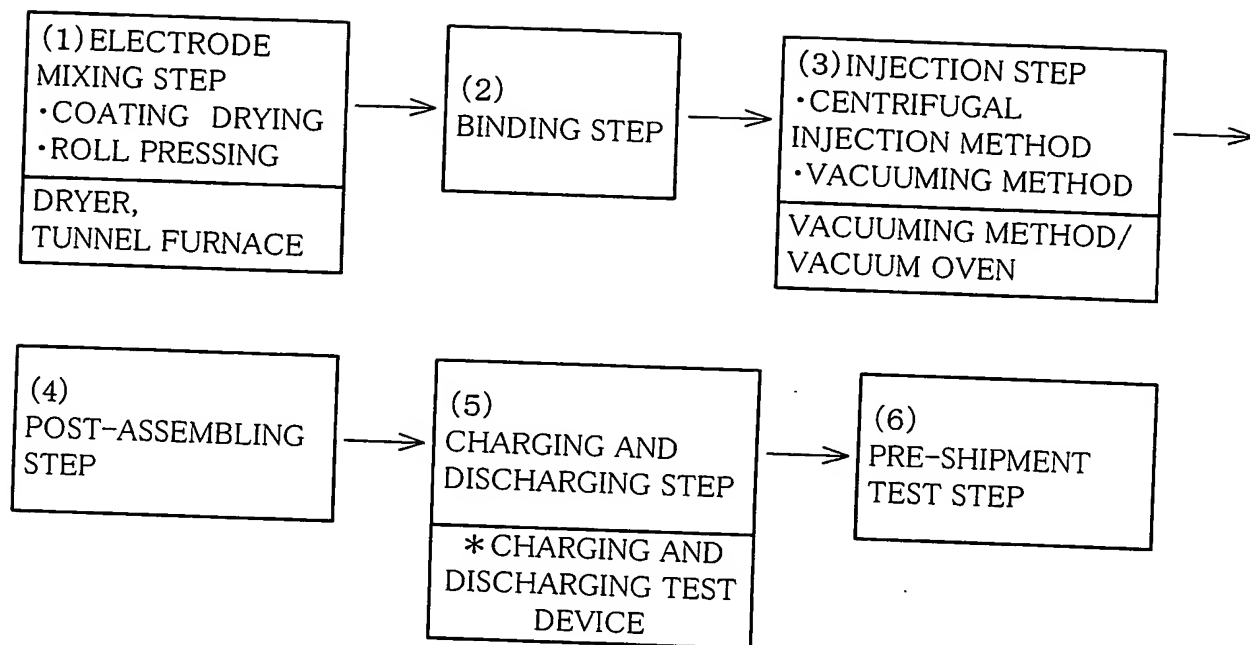 (1)ELECTRODE
MIXING STEP
・COATING DRYING
・ROLL PRESSING
DRYER,
TUNNEL FURNACE
(2)
BINDING STEP
(3)INJECTION STEP
・CENTRIFUGAL
INJECTION METHOD
・VACUUMING METHOD
VACUUMING METHOD/
VACUUM OVEN
(4)
POST-ASSEMBLING
STEP
(5)
CHARGING AND
DISCHARGING STEP
*CHARGING AND
DISCHARGING TEST
DEVICE
(6)
PRE-SHIPMENT
TEST STEP